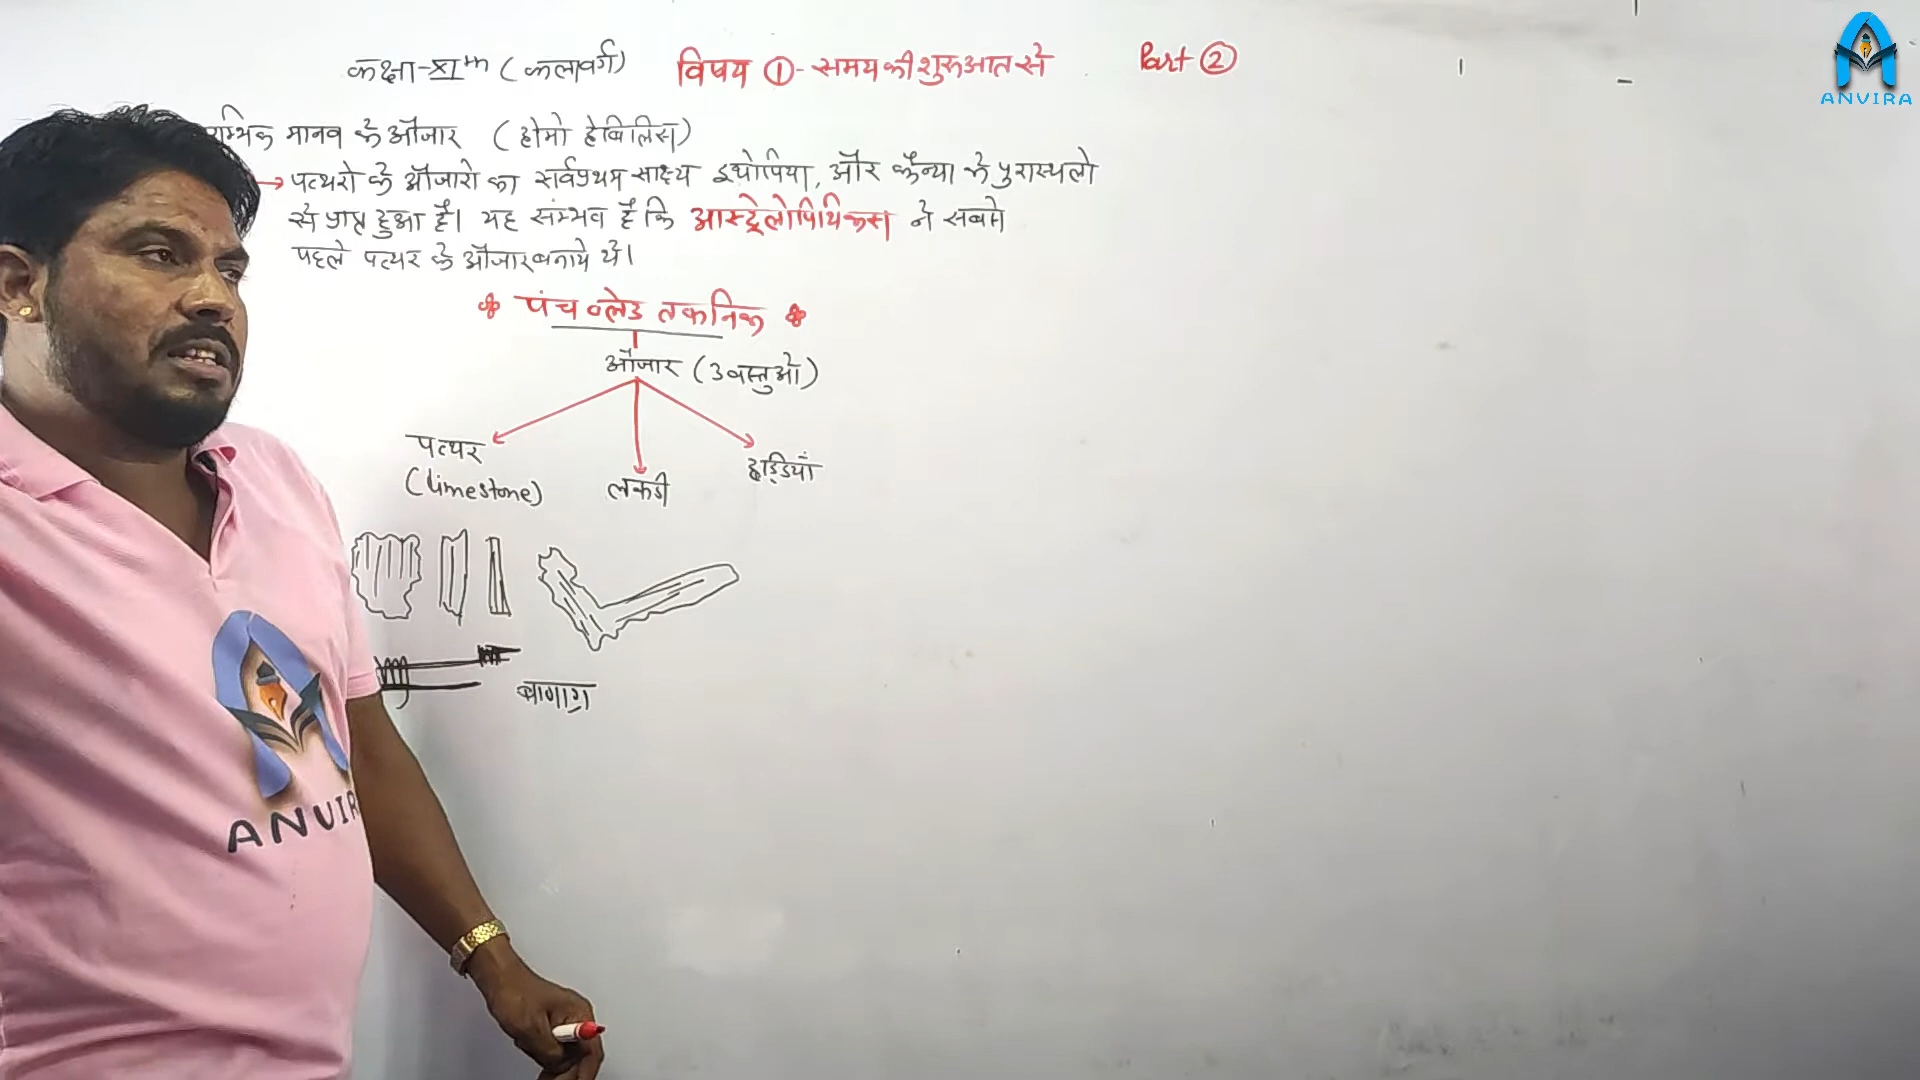 कक्षा-XIth (कलावर्ग) विषय ①- समय की शुरुआत से Part ②
ANVIRA
म्भिक मानव के औजार (होमो हेबिलिस)
→ पत्थरो के औजारो का सर्वप्रथम साक्ष्य इथोपिया, और केन्या के पुरास्थलो
से प्राप्त हुआ है। यह संम्भव है कि आस्ट्रेलोपिथिकस ने सबसे
पहले पत्थर के औजार बनाये थे।
पंच ब्लेड तकनिक
औजार (3 वस्तुओ)
पत्थर
(limestone)
लकडी
हड्डियाँ
बाणाग्र
ANVIR